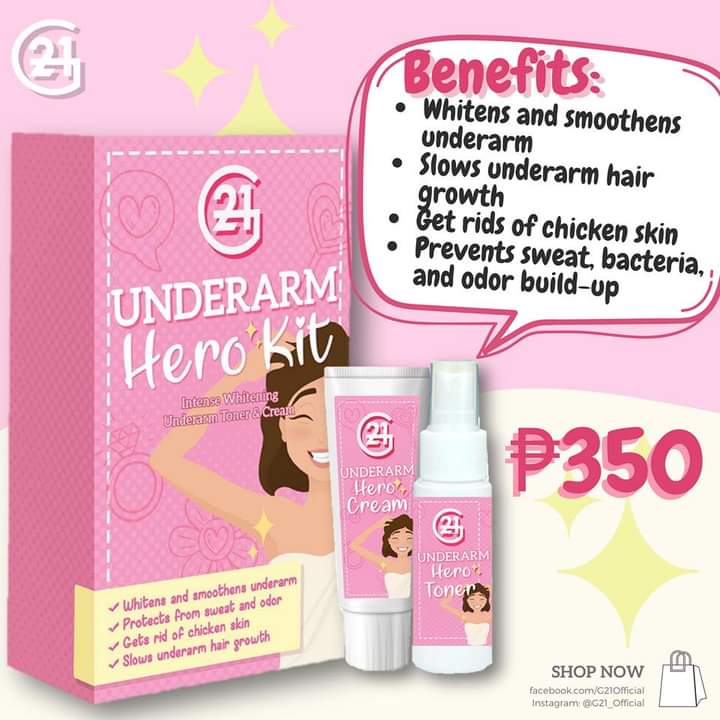 G21
Benefits:
• Whitens and smoothens
underarm
• Slows underarm hair
growth
• Get rids of chicken skin
• Prevents sweat, bacteria,
and odor build-up
G21
UNDERARM
Hero Kit
Intense Whitening
Underarm Toner & Cream
✓ Whitens and smoothens underarm
✓ Protects from sweat and odor
✓ Gets rid of chicken skin
✓ Slows underarm hair growth
G21
UNDERARM
Hero
Cream
G21
UNDERARM
Hero
Toner
₱350
SHOP NOW
facebook.com/G21Official
Instagram: @G21_Official